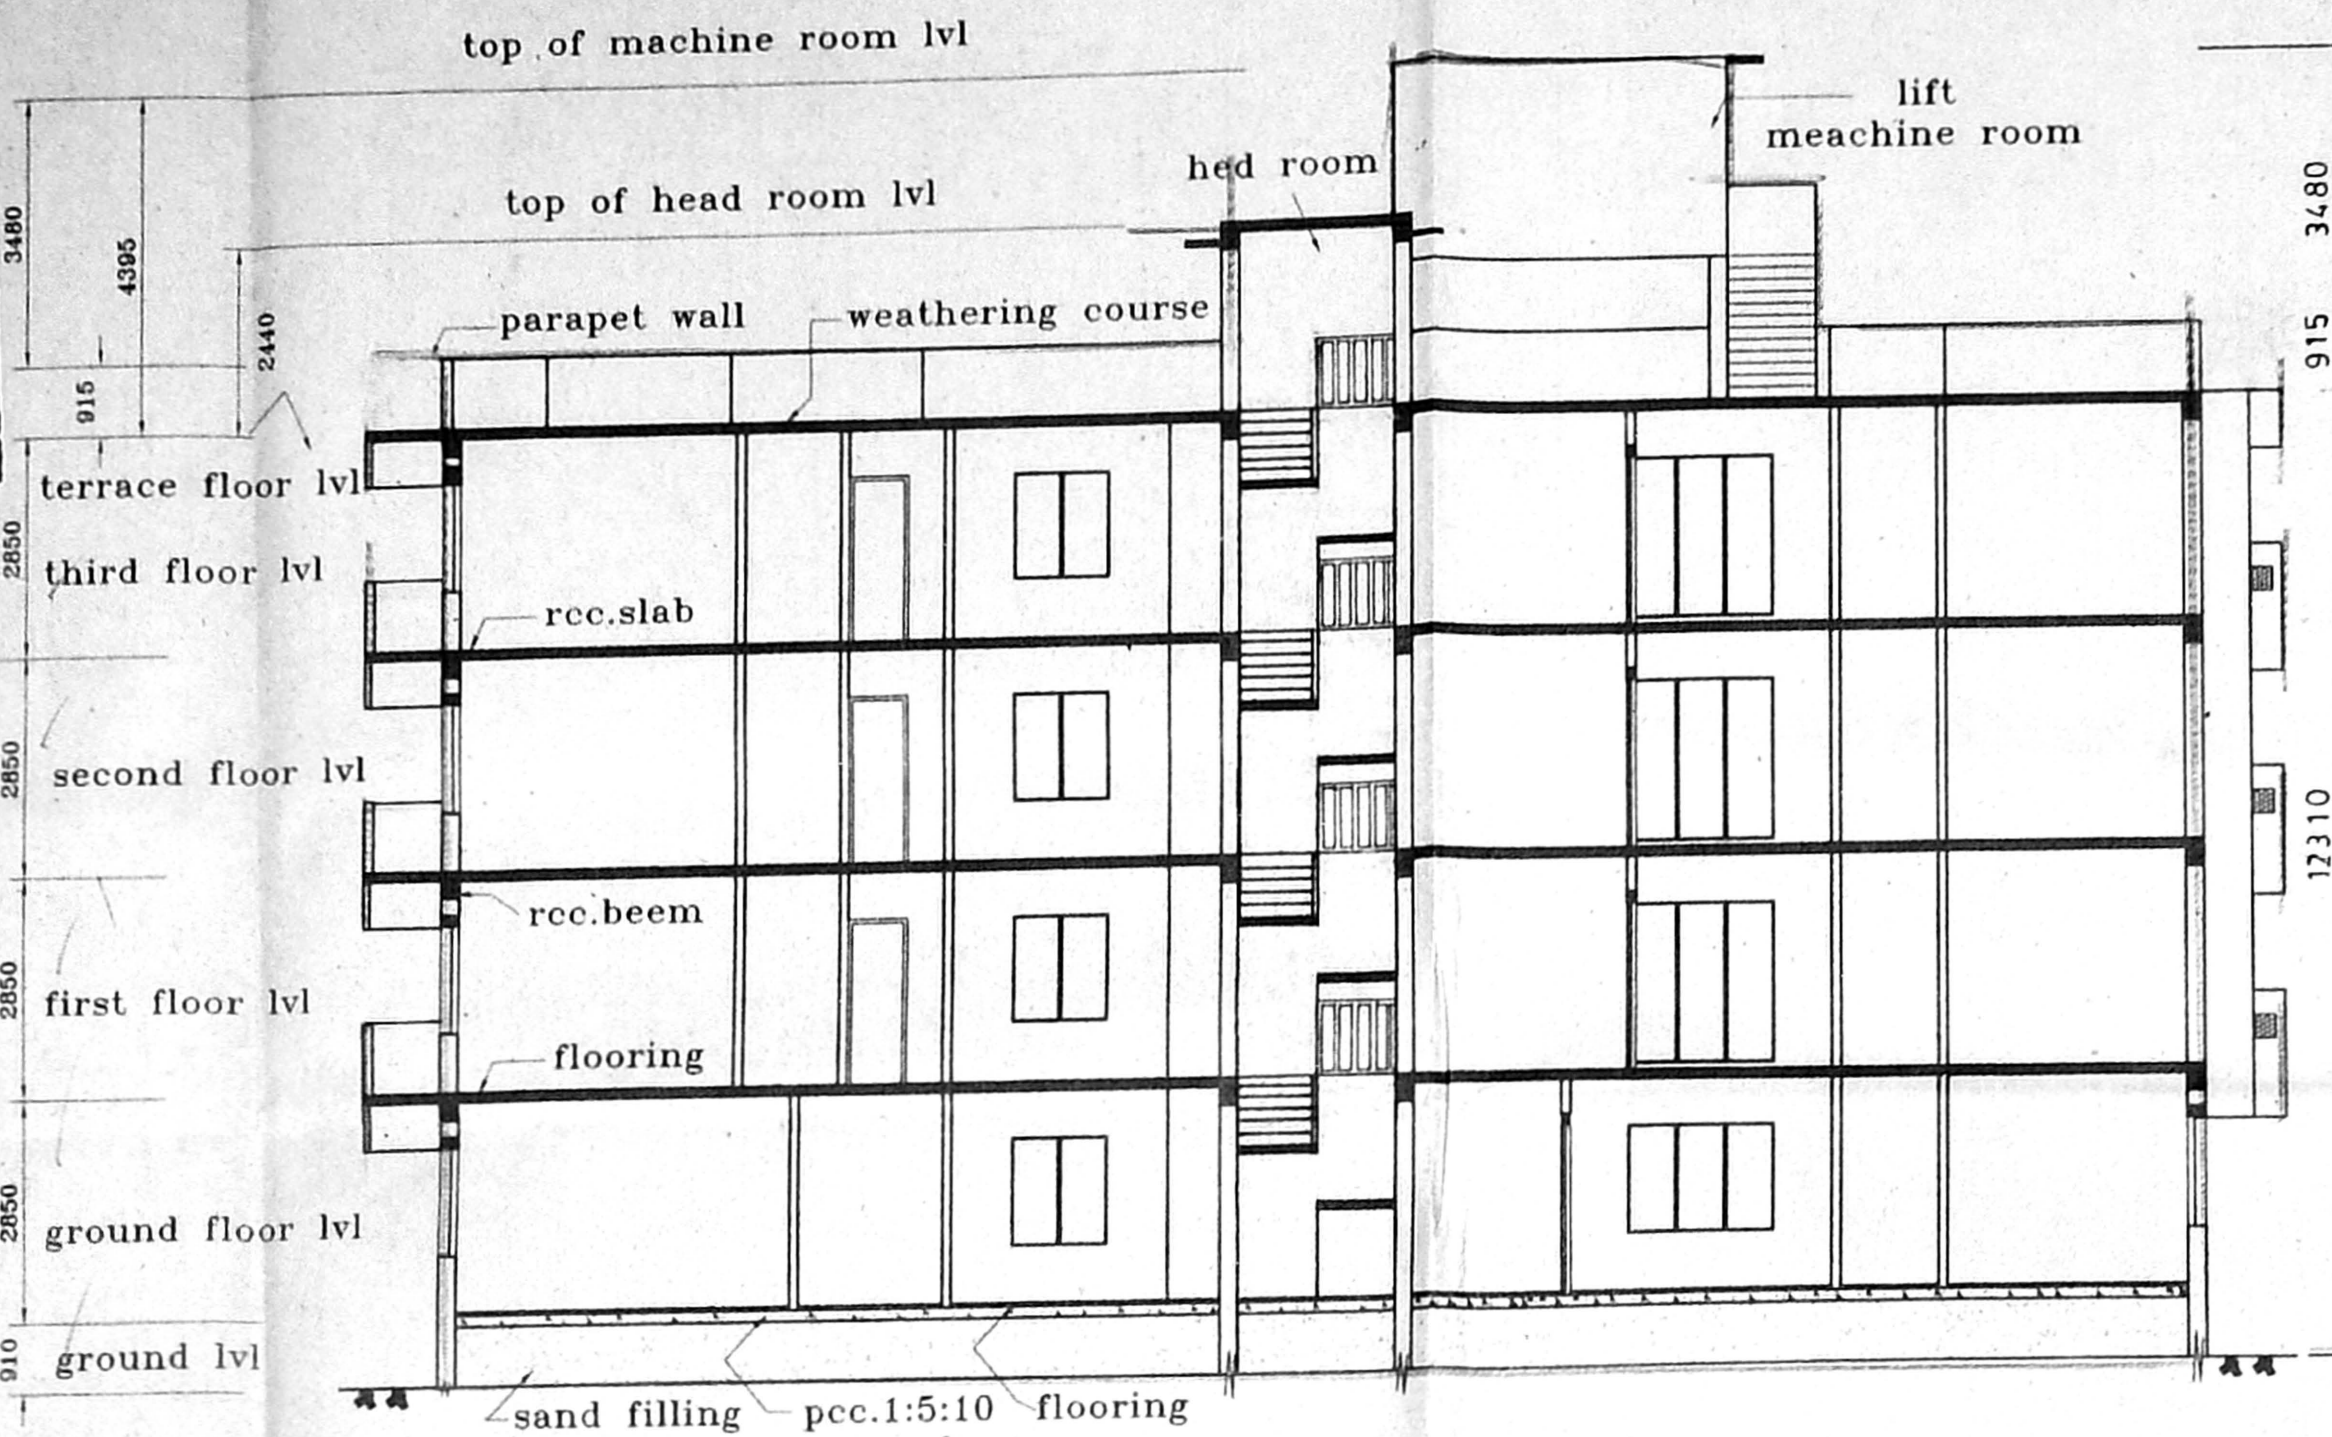 top of machine room lvl
lift
meachine room
hed room
top of head room lvl
3480
4395
2440
915
3480
915
12310
parapet wall
weathering course
terrace floor lvl
2850
third floor lvl
rcc.slab
2850
second floor lvl
rcc.beem
2850
first floor lvl
flooring
2850
ground floor lvl
910
ground lvl
sand filling
pcc.1:5:10
flooring